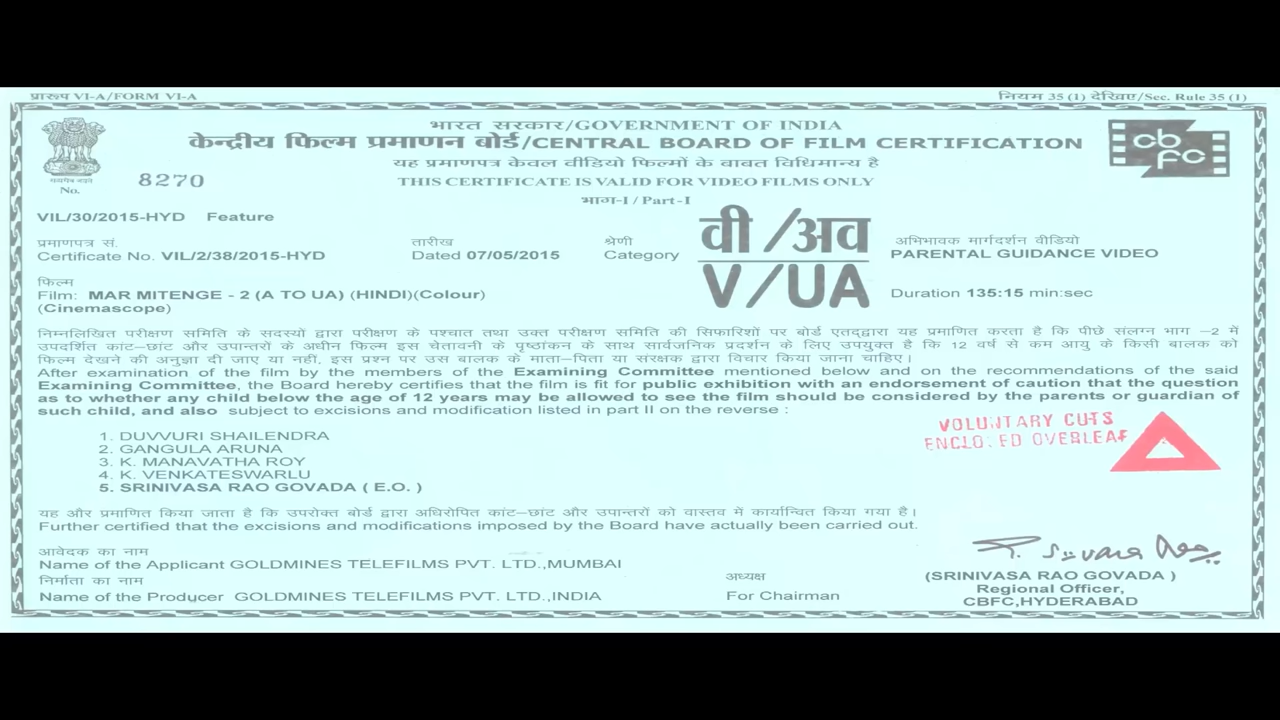 प्रारूप VI-A/FORM VI-A
नियम 35 (1) देखिए/Sec. Rule 35 (1)
भारत सरकार/GOVERNMENT OF INDIA
केन्द्रीय फिल्म प्रमाणन बोर्ड/CENTRAL BOARD OF FILM CERTIFICATION
cbfc
यह प्रमाणपत्र केवल वीडियो फिल्मों के बावत विधिमान्य है
सत्यमेव जयते
No. 8270
THIS CERTIFICATE IS VALID FOR VIDEO FILMS ONLY
भाग-I / Part-I
VIL/30/2015-HYD Feature
वी/अव
V/UA
प्रमाणपत्र सं. तारीख श्रेणी अभिभावक मार्गदर्शन वीडियो
Certificate No. VIL/2/38/2015-HYD Dated 07/05/2015 Category PARENTAL GUIDANCE VIDEO
फिल्म
Film: MAR MITENGE - 2 (A TO UA) (HINDI)(Colour) Duration 135:15 min:sec
(Cinemascope)
निम्नलिखित परीक्षण समिति के सदस्यों द्वारा परीक्षण के पश्चात तथा उक्त परीक्षण समिति की सिफारिशों पर बोर्ड एतद्द्वारा यह प्रमाणित करता है कि पीछे संलग्न भाग -2 में
उपदर्शित कांट-छांट और उपान्तरों के अधीन फिल्म इस चेतावनी के पृष्ठांकन के साथ सार्वजनिक प्रदर्शन के लिए उपयुक्त है कि 12 वर्ष से कम आयु के किसी बालक को
फिल्म देखने की अनुज्ञा दी जाए या नहीं, इस प्रश्न पर उस बालक के माता-पिता या संरक्षक द्वारा विचार किया जाना चाहिए।
After examination of the film by the members of the Examining Committee mentioned below and on the recommendations of the said
Examining Committee, the Board hereby certifies that the film is fit for public exhibition with an endorsement of caution that the question
as to whether any child below the age of 12 years may be allowed to see the film should be considered by the parents or guardian of
such child, and also subject to excisions and modification listed in part II on the reverse :
VOLUNTARY CUTS
ENCLOSED OVERLEAF
1. DUVVURI SHAILENDRA
2. GANGULA ARUNA
3. K. MANAVATHA ROY
4. K. VENKATESWARLU
5. SRINIVASA RAO GOVADA ( E.O. )
यह और प्रमाणित किया जाता है कि उपरोक्त बोर्ड द्वारा अधिरोपित कांट-छांट और उपान्तरों को वास्तव में कार्यान्वित किया गया है।
Further certified that the excisions and modifications imposed by the Board have actually been carried out.
आवेदक का नाम
Name of the Applicant GOLDMINES TELEFILMS PVT. LTD.,MUMBAI
निर्माता का नाम
Name of the Producer GOLDMINES TELEFILMS PVT. LTD.,INDIA
अध्यक्ष
For Chairman
(SRINIVASA RAO GOVADA )
Regional Officer,
CBFC,HYDERABAD